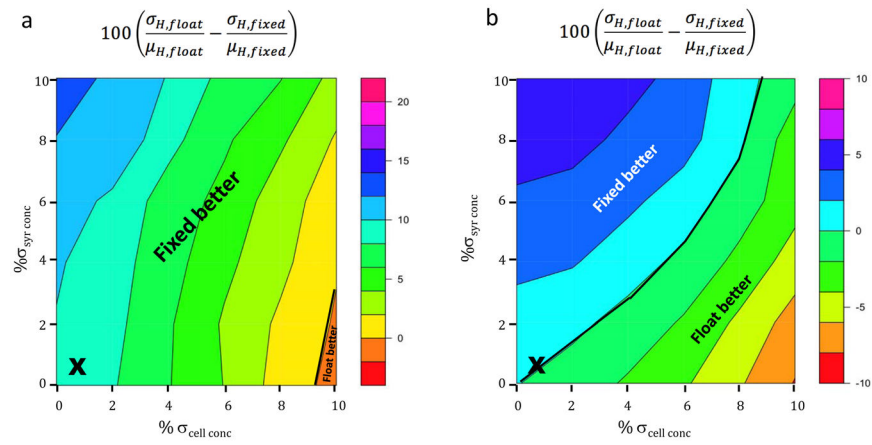 a
100(σH,float/μH,float − σH,fixed/μH,fixed)
10
8
6
4
2
0
%σsyr conc
0 2 4 6 8 10
% σcell conc
Fixed better
Float better
X
20
15
10
5
0
b
100(σH,float/μH,float − σH,fixed/μH,fixed)
10
8
6
4
2
0
%σsyr conc
0 2 4 6 8 10
% σcell conc
Fixed better
Float better
X
10
5
0
-5
-10